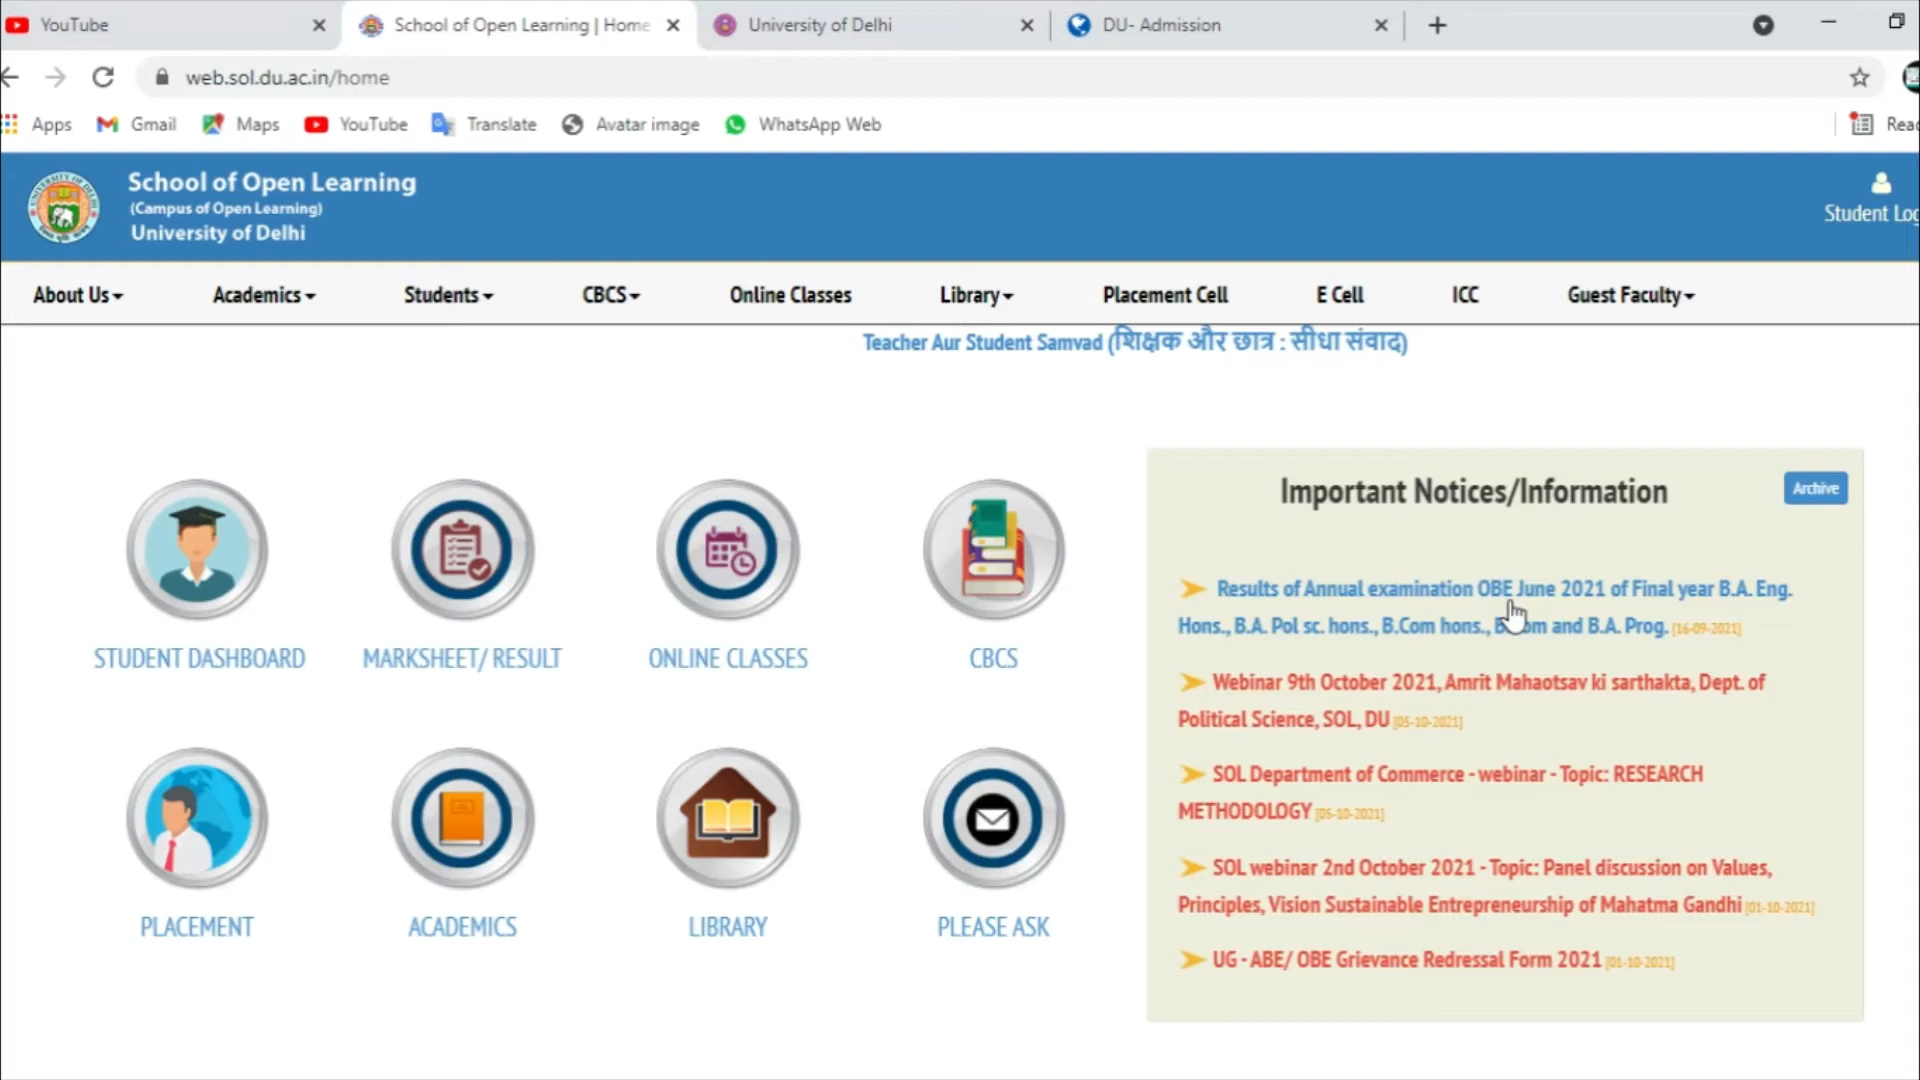 YouTube
School of Open Learning | Home
University of Delhi
DU- Admission
web.sol.du.ac.in/home
Apps
Gmail
Maps
YouTube
Translate
Avatar image
WhatsApp Web
Reac
School of Open Learning
(Campus of Open Learning)
University of Delhi
Student Log
About Us
Academics
Students
CBCS
Online Classes
Library
Placement Cell
E Cell
ICC
Guest Faculty
Teacher Aur Student Samvad (शिक्षक और छात्र : सीधा संवाद)
Important Notices/Information
Archive
Results of Annual examination OBE June 2021 of Final year B.A. Eng.
Hons., B.A. Pol sc. hons., B.Com hons., and B.A. Prog. [16-09-2021]
Webinar 9th October 2021, Amrit Mahaotsav ki sarthakta, Dept. of
Political Science, SOL, DU [05-10-2021]
SOL Department of Commerce - webinar - Topic: RESEARCH
METHODOLOGY [05-10-2021]
SOL webinar 2nd October 2021 - Topic: Panel discussion on Values,
Principles, Vision Sustainable Entrepreneurship of Mahatma Gandhi [01-10-2021]
UG - ABE/ OBE Grievance Redressal Form 2021 [01-10-2021]
STUDENT DASHBOARD
MARKSHEET/ RESULT
ONLINE CLASSES
CBCS
PLACEMENT
ACADEMICS
LIBRARY
PLEASE ASK